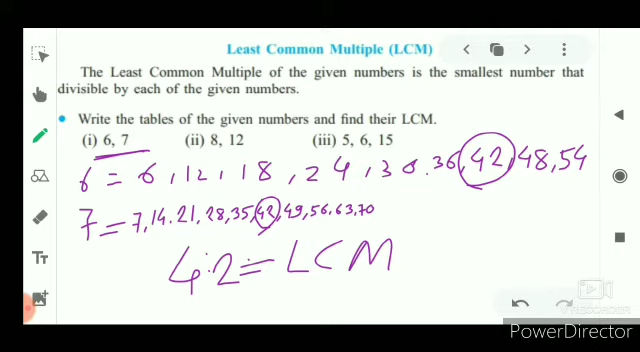 Least Common Multiple (LCM)
The Least Common Multiple of the given numbers is the smallest number that
divisible by each of the given numbers.
• Write the tables of the given numbers and find their LCM.
(i) 6, 7 (ii) 8, 12 (iii) 5, 6, 15
6 = 6, 12, 18, 24, 30, 36, 42, 48, 54
7 = 7, 14, 21, 28, 35, 42, 49, 56, 63, 70
42 = LCM
Tт
V RECORDER
PowerDirector